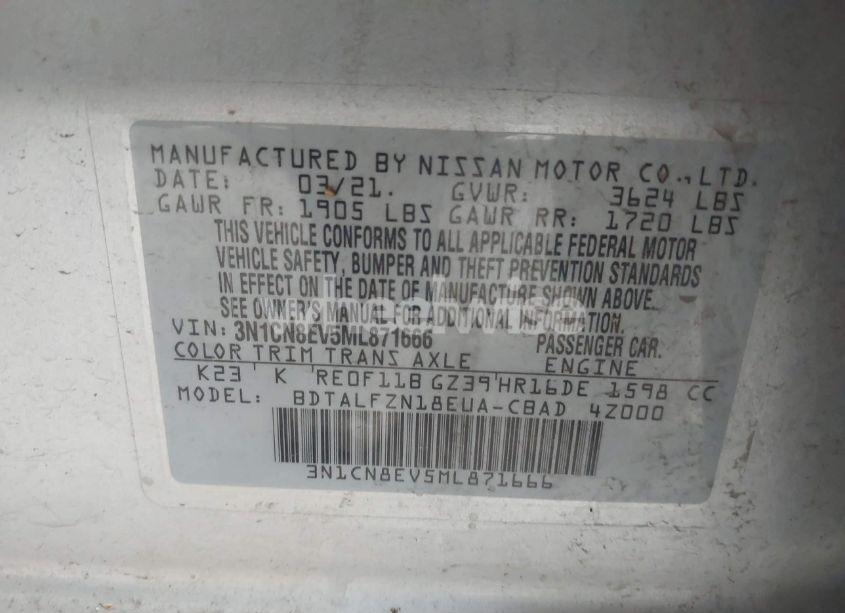 MANUFACTURED BY NISSAN MOTOR CO., LTD.
DATE: 03/21. GVWR: 3624 LBS
GAWR FR: 1905 LBS GAWR RR: 1720 LBS
THIS VEHICLE CONFORMS TO ALL APPLICABLE FEDERAL MOTOR
VEHICLE SAFETY, BUMPER AND THEFT PREVENTION STANDARDS
IN EFFECT ON THE DATE OF MANUFACTURE SHOWN ABOVE.
SEE OWNER'S MANUAL FOR ADDITIONAL INFORMATION.
VIN: 3N1CN8EV5ML871666 PASSENGER CAR.
COLOR TRIM TRANS AXLE ENGINE
K23 K RE0F11B GZ39 HR16DE 1598 CC
MODEL: BDTALFZN18EUA-CBAD 4Z000
3N1CN8EV5ML871666